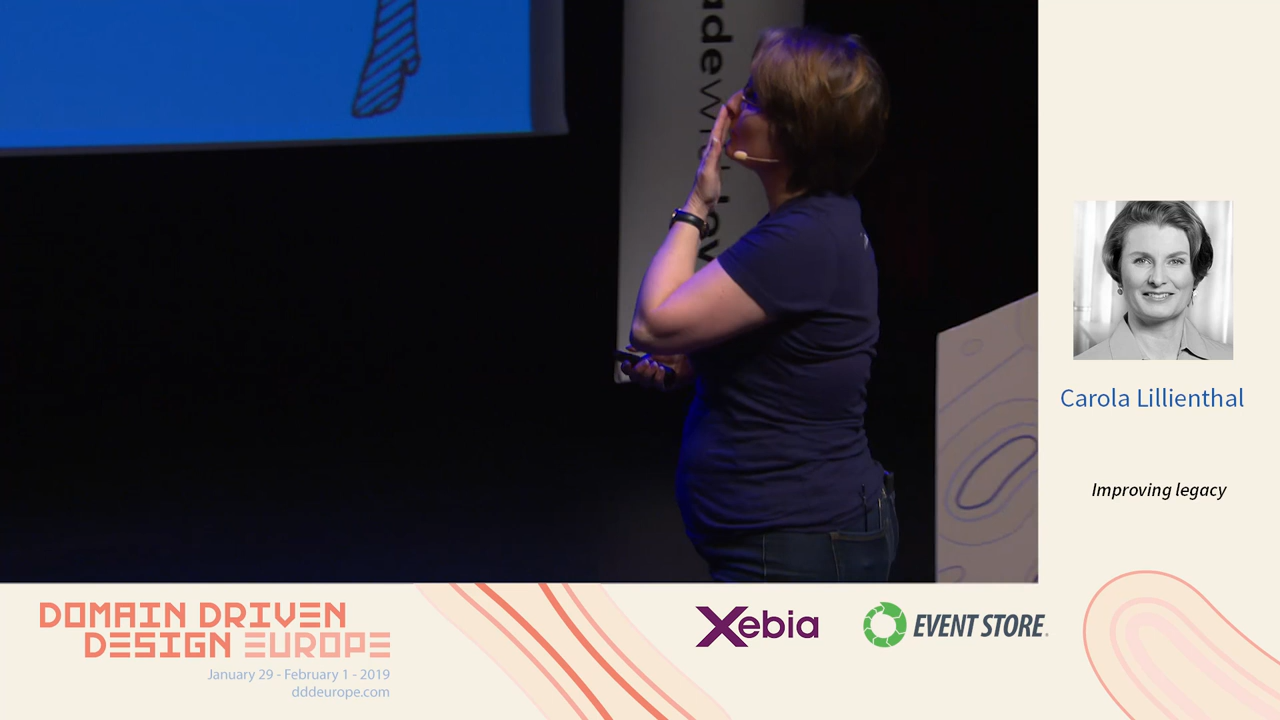 Carola Lillienthal
Improving legacy
DOMAIN DRIVEN
DESIGN EUROPE
January 29 - February 1 - 2019
dddeurope.com
Xebia
EVENT STORE